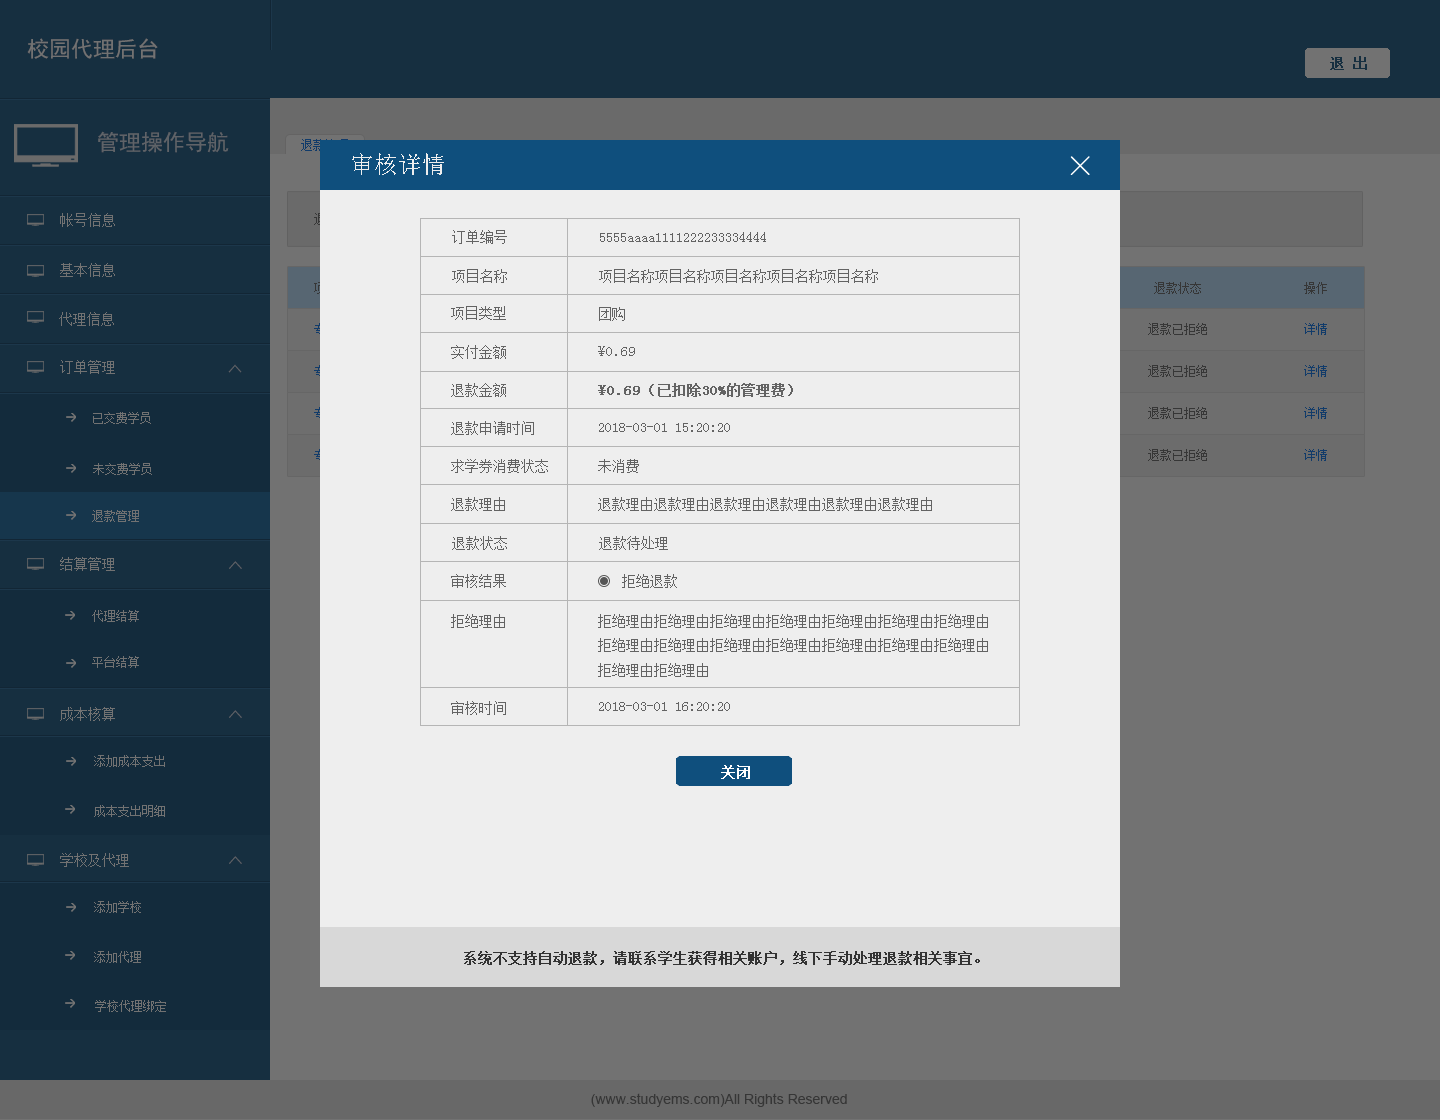 校园代理后台
退 出
管理操作导航
帐号信息
基本信息
代理信息
订单管理
已交费学员
未交费学员
退款管理
结算管理
代理结算
平台结算
成本核算
添加成本支出
成本支出明细
学校及代理
添加学校
添加代理
学校代理绑定
审核详情
订单编号 5555aaaa1111222233334444
项目名称 项目名称项目名称项目名称项目名称项目名称
项目类型 团购
实付金额 ¥0.69
退款金额 ¥0.69（已扣除30%的管理费）
退款申请时间 2018-03-01 15:20:20
求学券消费状态 未消费
退款理由 退款理由退款理由退款理由退款理由退款理由退款理由
退款状态 退款待处理
审核结果 拒绝退款
拒绝理由 拒绝理由拒绝理由拒绝理由拒绝理由拒绝理由拒绝理由拒绝理由
拒绝理由拒绝理由拒绝理由拒绝理由拒绝理由拒绝理由拒绝理由
拒绝理由拒绝理由
审核时间 2018-03-01 16:20:20
关闭
系统不支持自动退款，请联系学生获得相关账户，线下手动处理退款相关事宜。
退款状态 操作
退款已拒绝 详情
退款已拒绝 详情
退款已拒绝 详情
退款已拒绝 详情
(www.studyems.com)All Rights Reserved